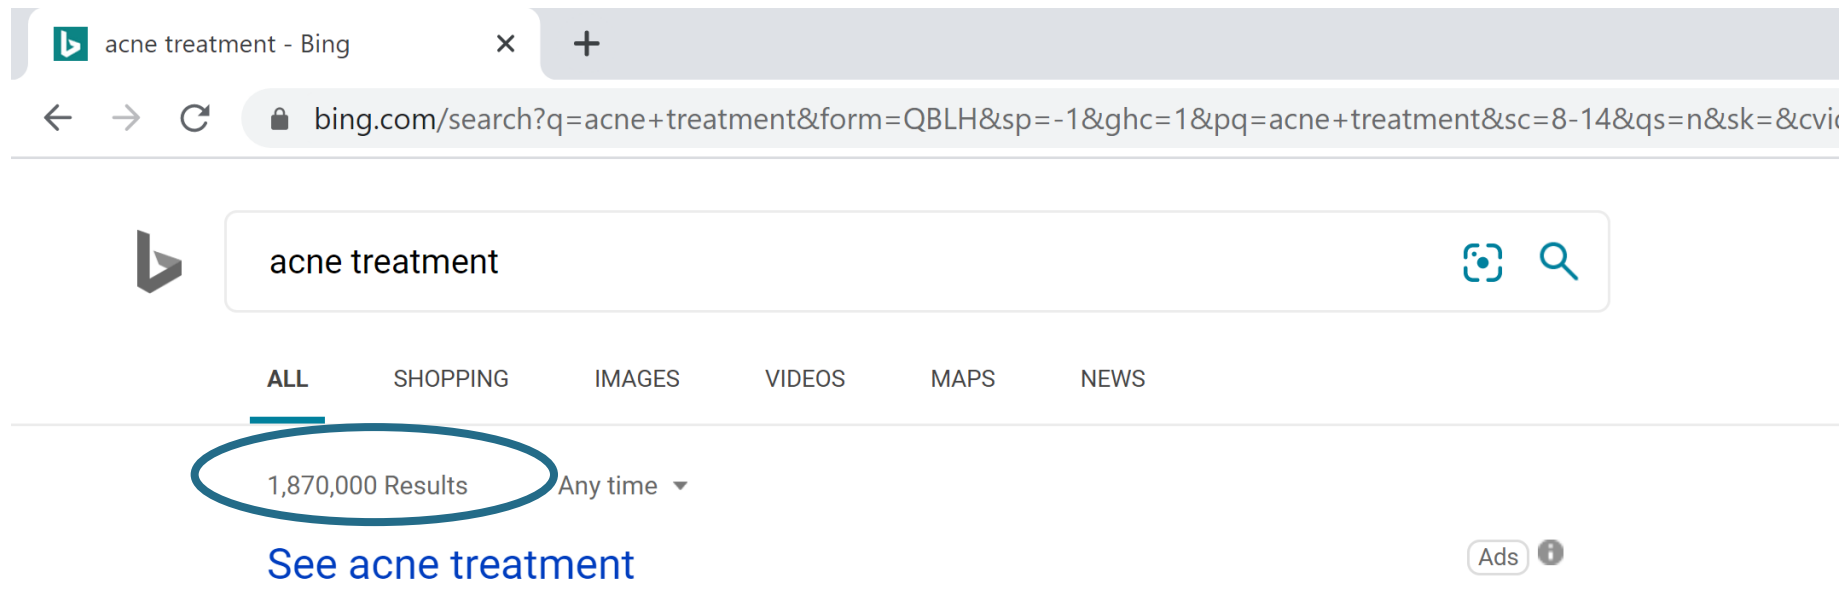 acne treatment - Bing
bing.com/search?q=acne+treatment&form=QBLH&sp=-1&ghc=1&pq=acne+treatment&sc=8-14&qs=n&sk=&cvi
acne treatment
ALL SHOPPING IMAGES VIDEOS MAPS NEWS
1,870,000 Results Any time
See acne treatment Ads